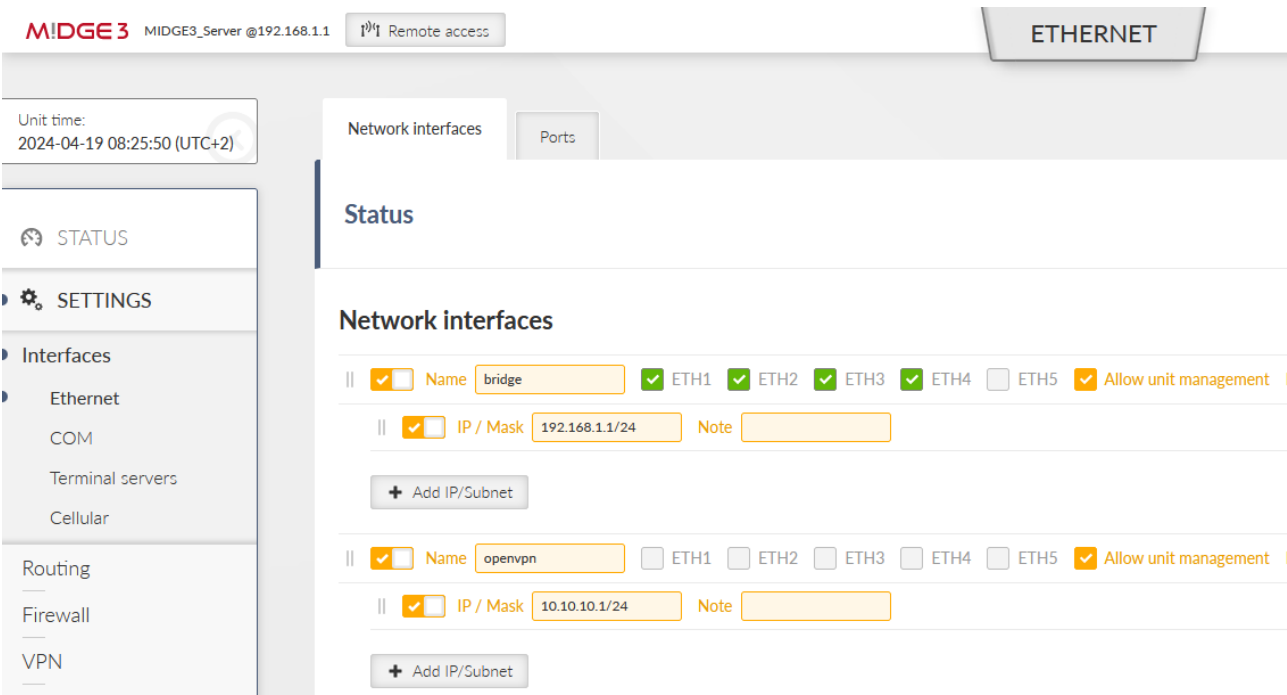 M!DGE3 MIDGE3_Server @192.168.1.1 Remote access ETHERNET
Unit time:
2024-04-19 08:25:50 (UTC+2)
STATUS
SETTINGS
Interfaces
Ethernet
COM
Terminal servers
Cellular
Routing
Firewall
VPN
Network interfaces Ports
Status
Network interfaces
Name bridge ETH1 ETH2 ETH3 ETH4 ETH5 Allow unit management
IP / Mask 192.168.1.1/24 Note
+ Add IP/Subnet
Name openvpn ETH1 ETH2 ETH3 ETH4 ETH5 Allow unit management
IP / Mask 10.10.10.1/24 Note
+ Add IP/Subnet